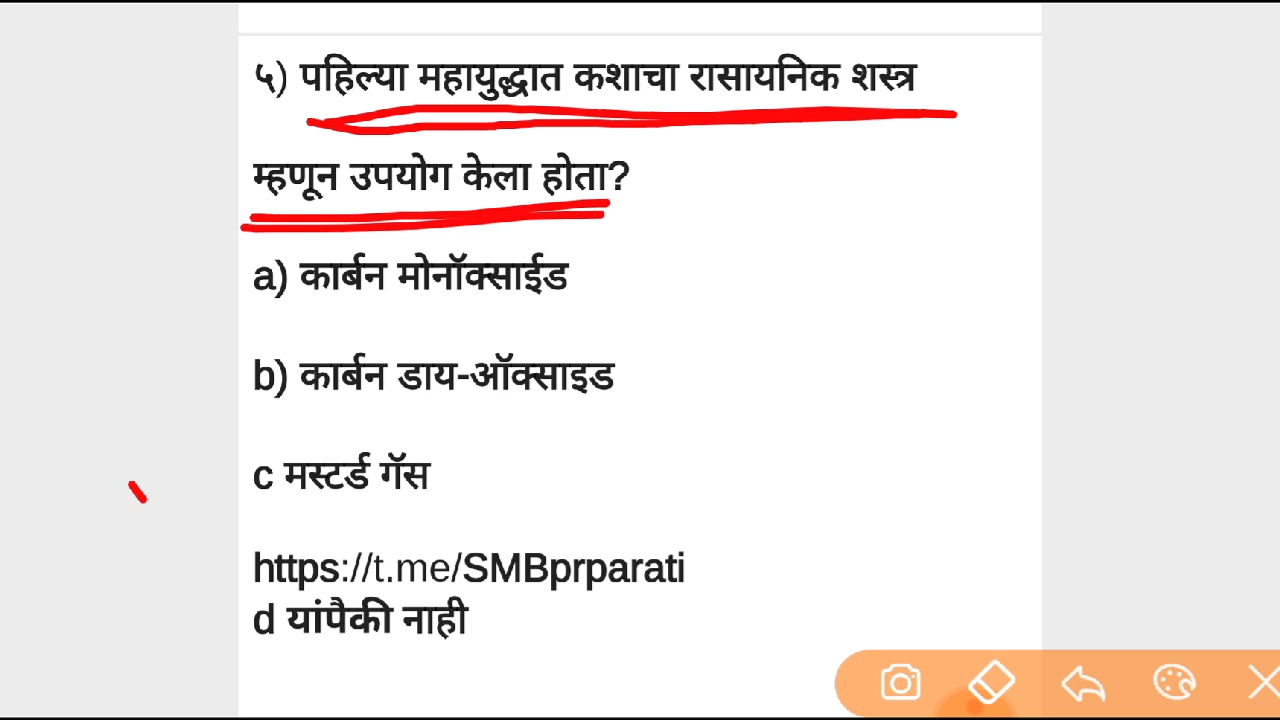 ५) पहिल्या महायुद्धात कशाचा रासायनिक शस्त्र
म्हणून उपयोग केला होता?
a) कार्बन मोनॉक्साईड
b) कार्बन डाय-ऑक्साइड
c मस्टर्ड गॅस
https://t.me/SMBprparati
d यांपैकी नाही